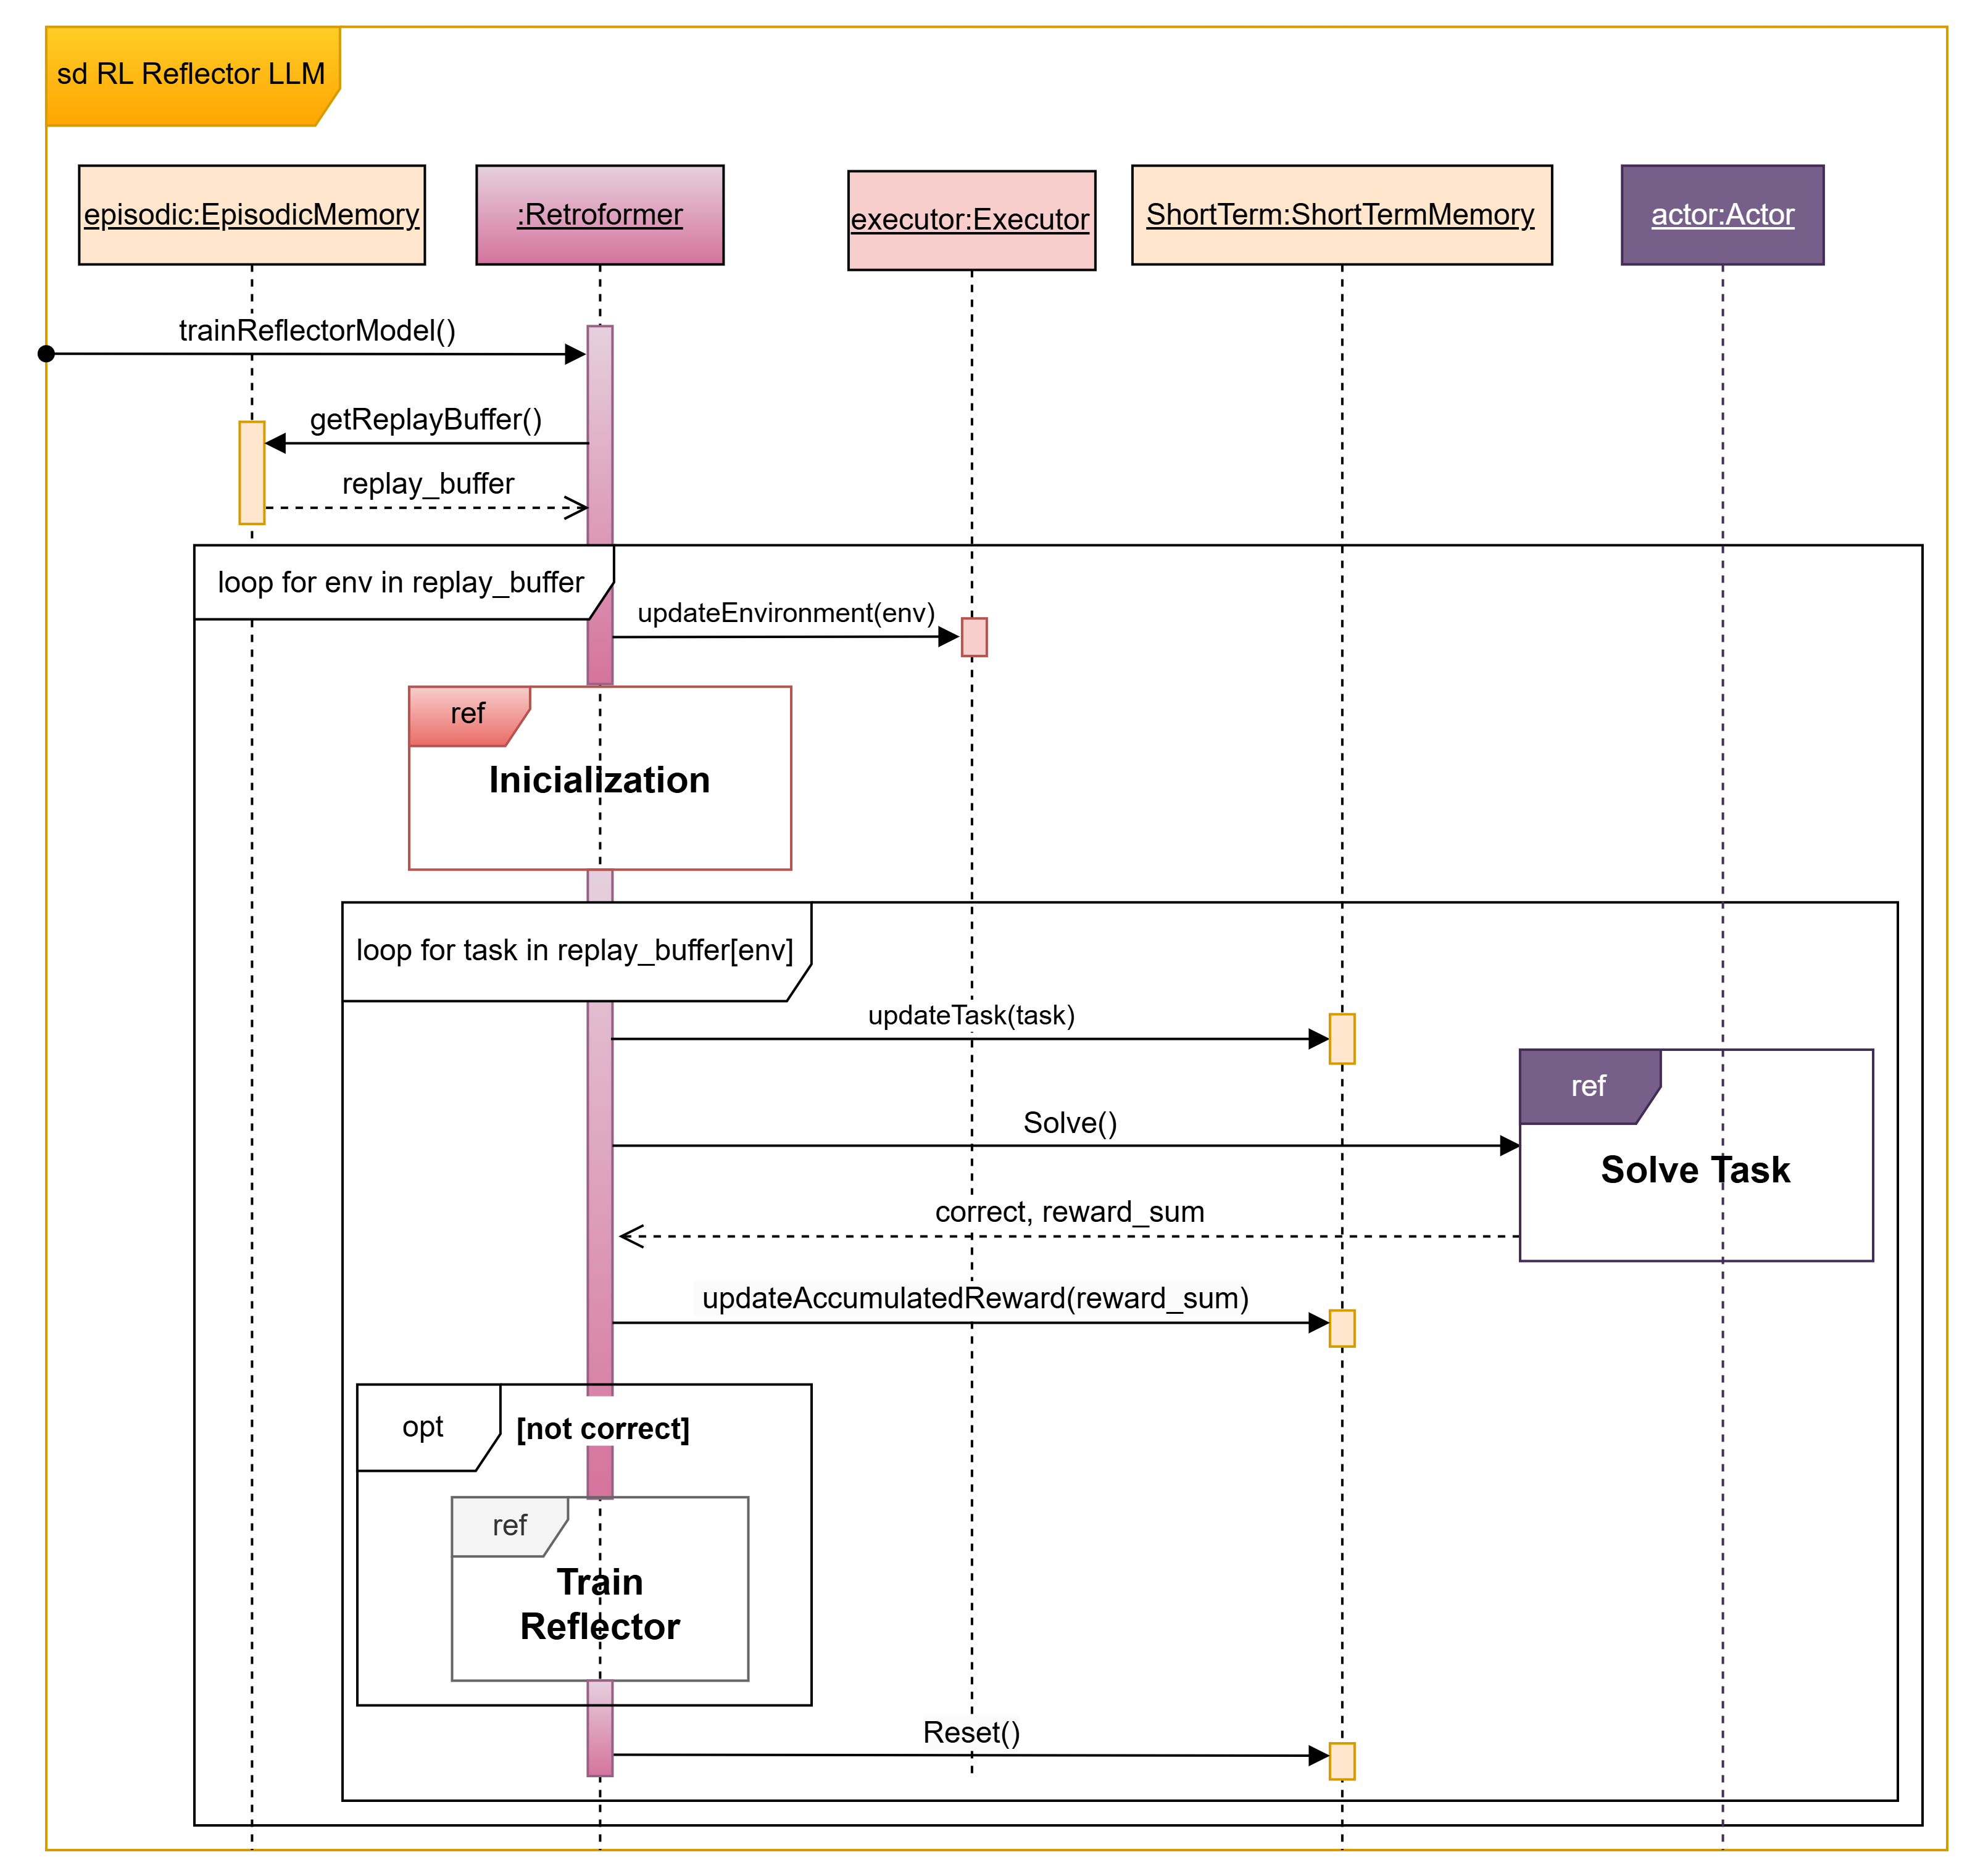 sd RL Reflector LLM
episodic:EpisodicMemory
:Retroformer
executor:Executor
ShortTerm:ShortTermMemory
actor:Actor
trainReflectorModel()
getReplayBuffer()
replay_buffer
loop for env in replay_buffer
updateEnvironment(env)
ref
Inicialization
loop for task in replay_buffer[env]
updateTask(task)
ref
Solve()
Solve Task
correct, reward_sum
updateAccumulatedReward(reward_sum)
opt
[not correct]
ref
Train
Reflector
Reset()